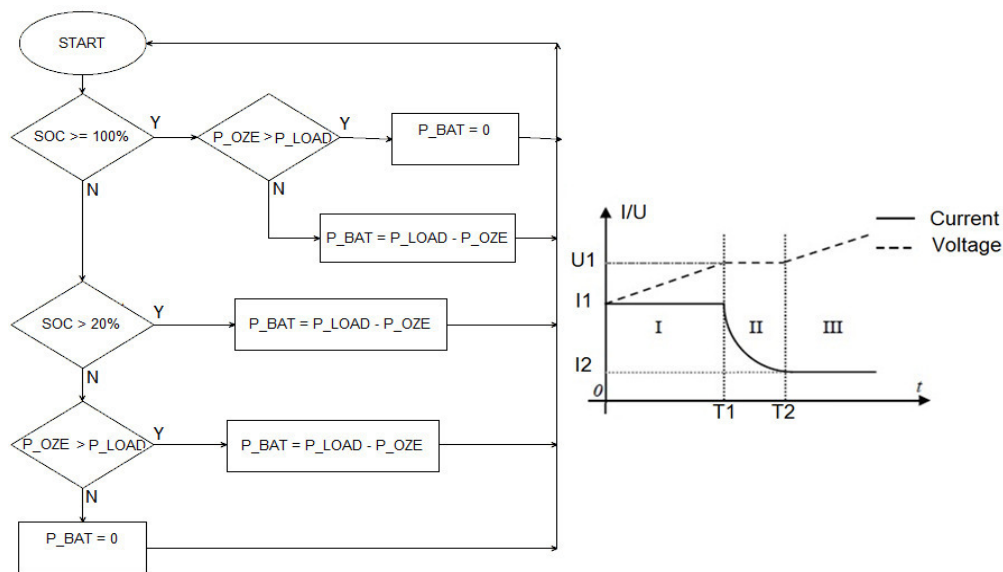 START
SOC >= 100%
Y
P_OZE > P_LOAD
Y
P_BAT = 0
N
N
P_BAT = P_LOAD - P_OZE
SOC > 20%
Y
P_BAT = P_LOAD - P_OZE
N
P_OZE > P_LOAD
Y
P_BAT = P_LOAD - P_OZE
N
P_BAT = 0
I/U
Current
Voltage
U1
I1
I
II
III
I2
0
T1
T2
t